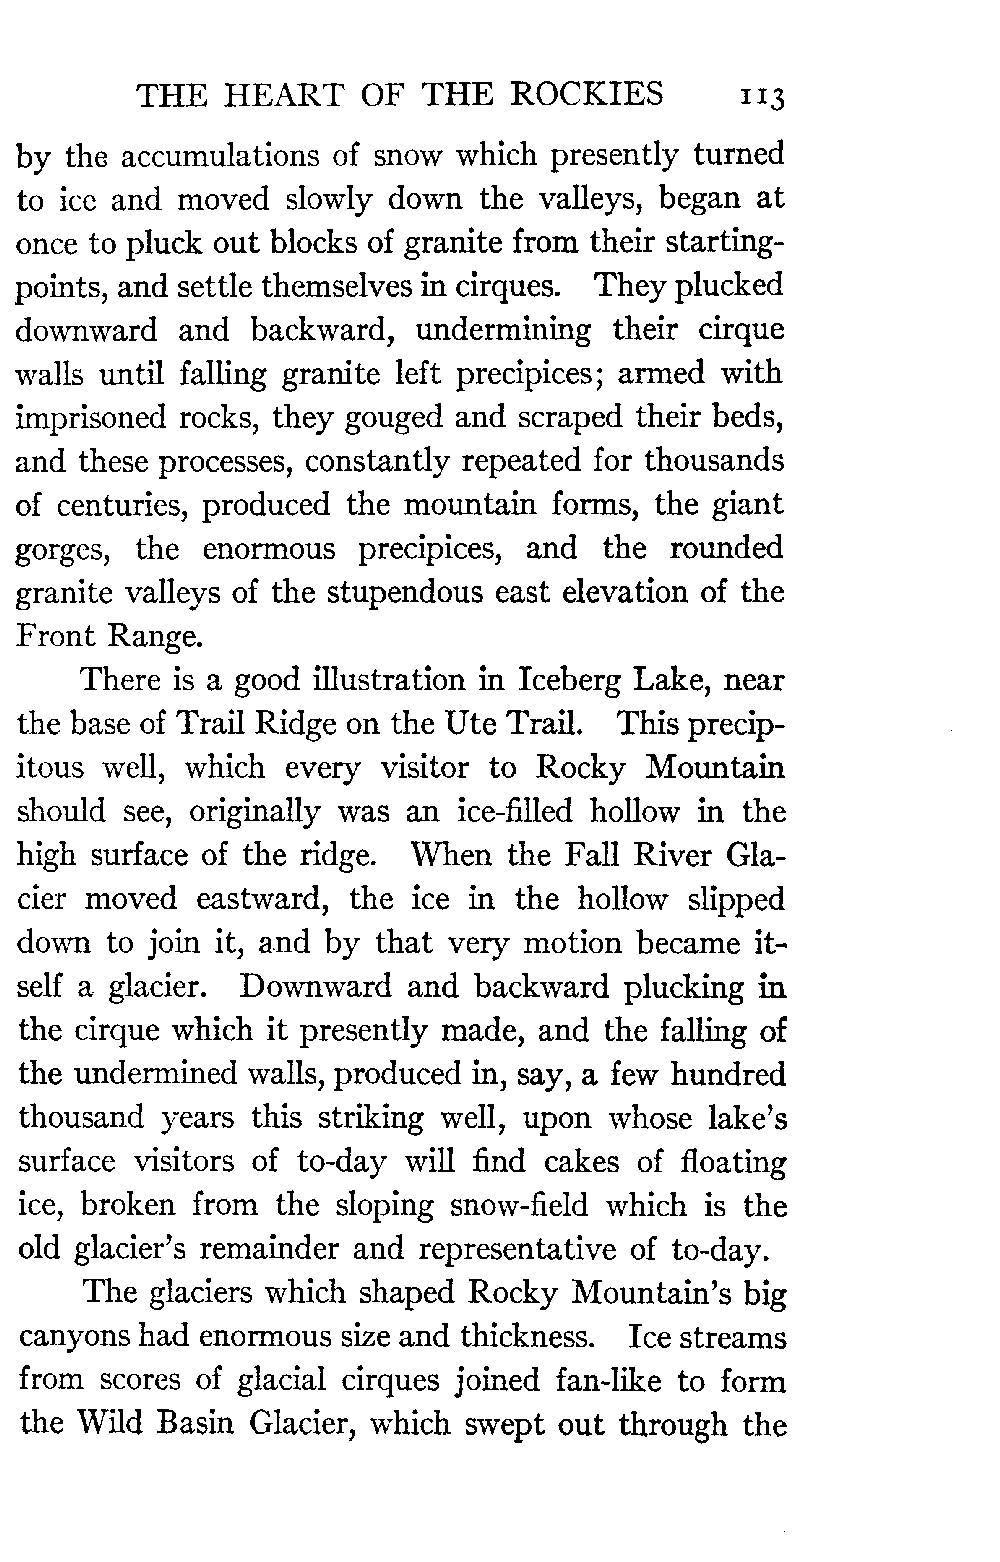 THE HEART OF THE ROCKIES 113
by the accumulations of snow which presently turned
to ice and moved slowly down the valleys, began at
once to pluck out blocks of granite from their starting-
points, and settle themselves in cirques. They plucked
downward and backward, undermining their cirque
walls until falling granite left precipices; armed with
imprisoned rocks, they gouged and scraped their beds,
and these processes, constantly repeated for thousands
of centuries, produced the mountain forms, the giant
gorges, the enormous precipices, and the rounded
granite valleys of the stupendous east elevation of the
Front Range.
There is a good illustration in Iceberg Lake, near
the base of Trail Ridge on the Ute Trail. This precip-
itous well, which every visitor to Rocky Mountain
should see, originally was an ice-filled hollow in the
high surface of the ridge. When the Fall River Gla-
cier moved eastward, the ice in the hollow slipped
down to join it, and by that very motion became it-
self a glacier. Downward and backward plucking in
the cirque which it presently made, and the falling of
the undermined walls, produced in, say, a few hundred
thousand years this striking well, upon whose lake's
surface visitors of to-day will find cakes of floating
ice, broken from the sloping snow-field which is the
old glacier's remainder and representative of to-day.
The glaciers which shaped Rocky Mountain's big
canyons had enormous size and thickness. Ice streams
from scores of glacial cirques joined fan-like to form
the Wild Basin Glacier, which swept out through the